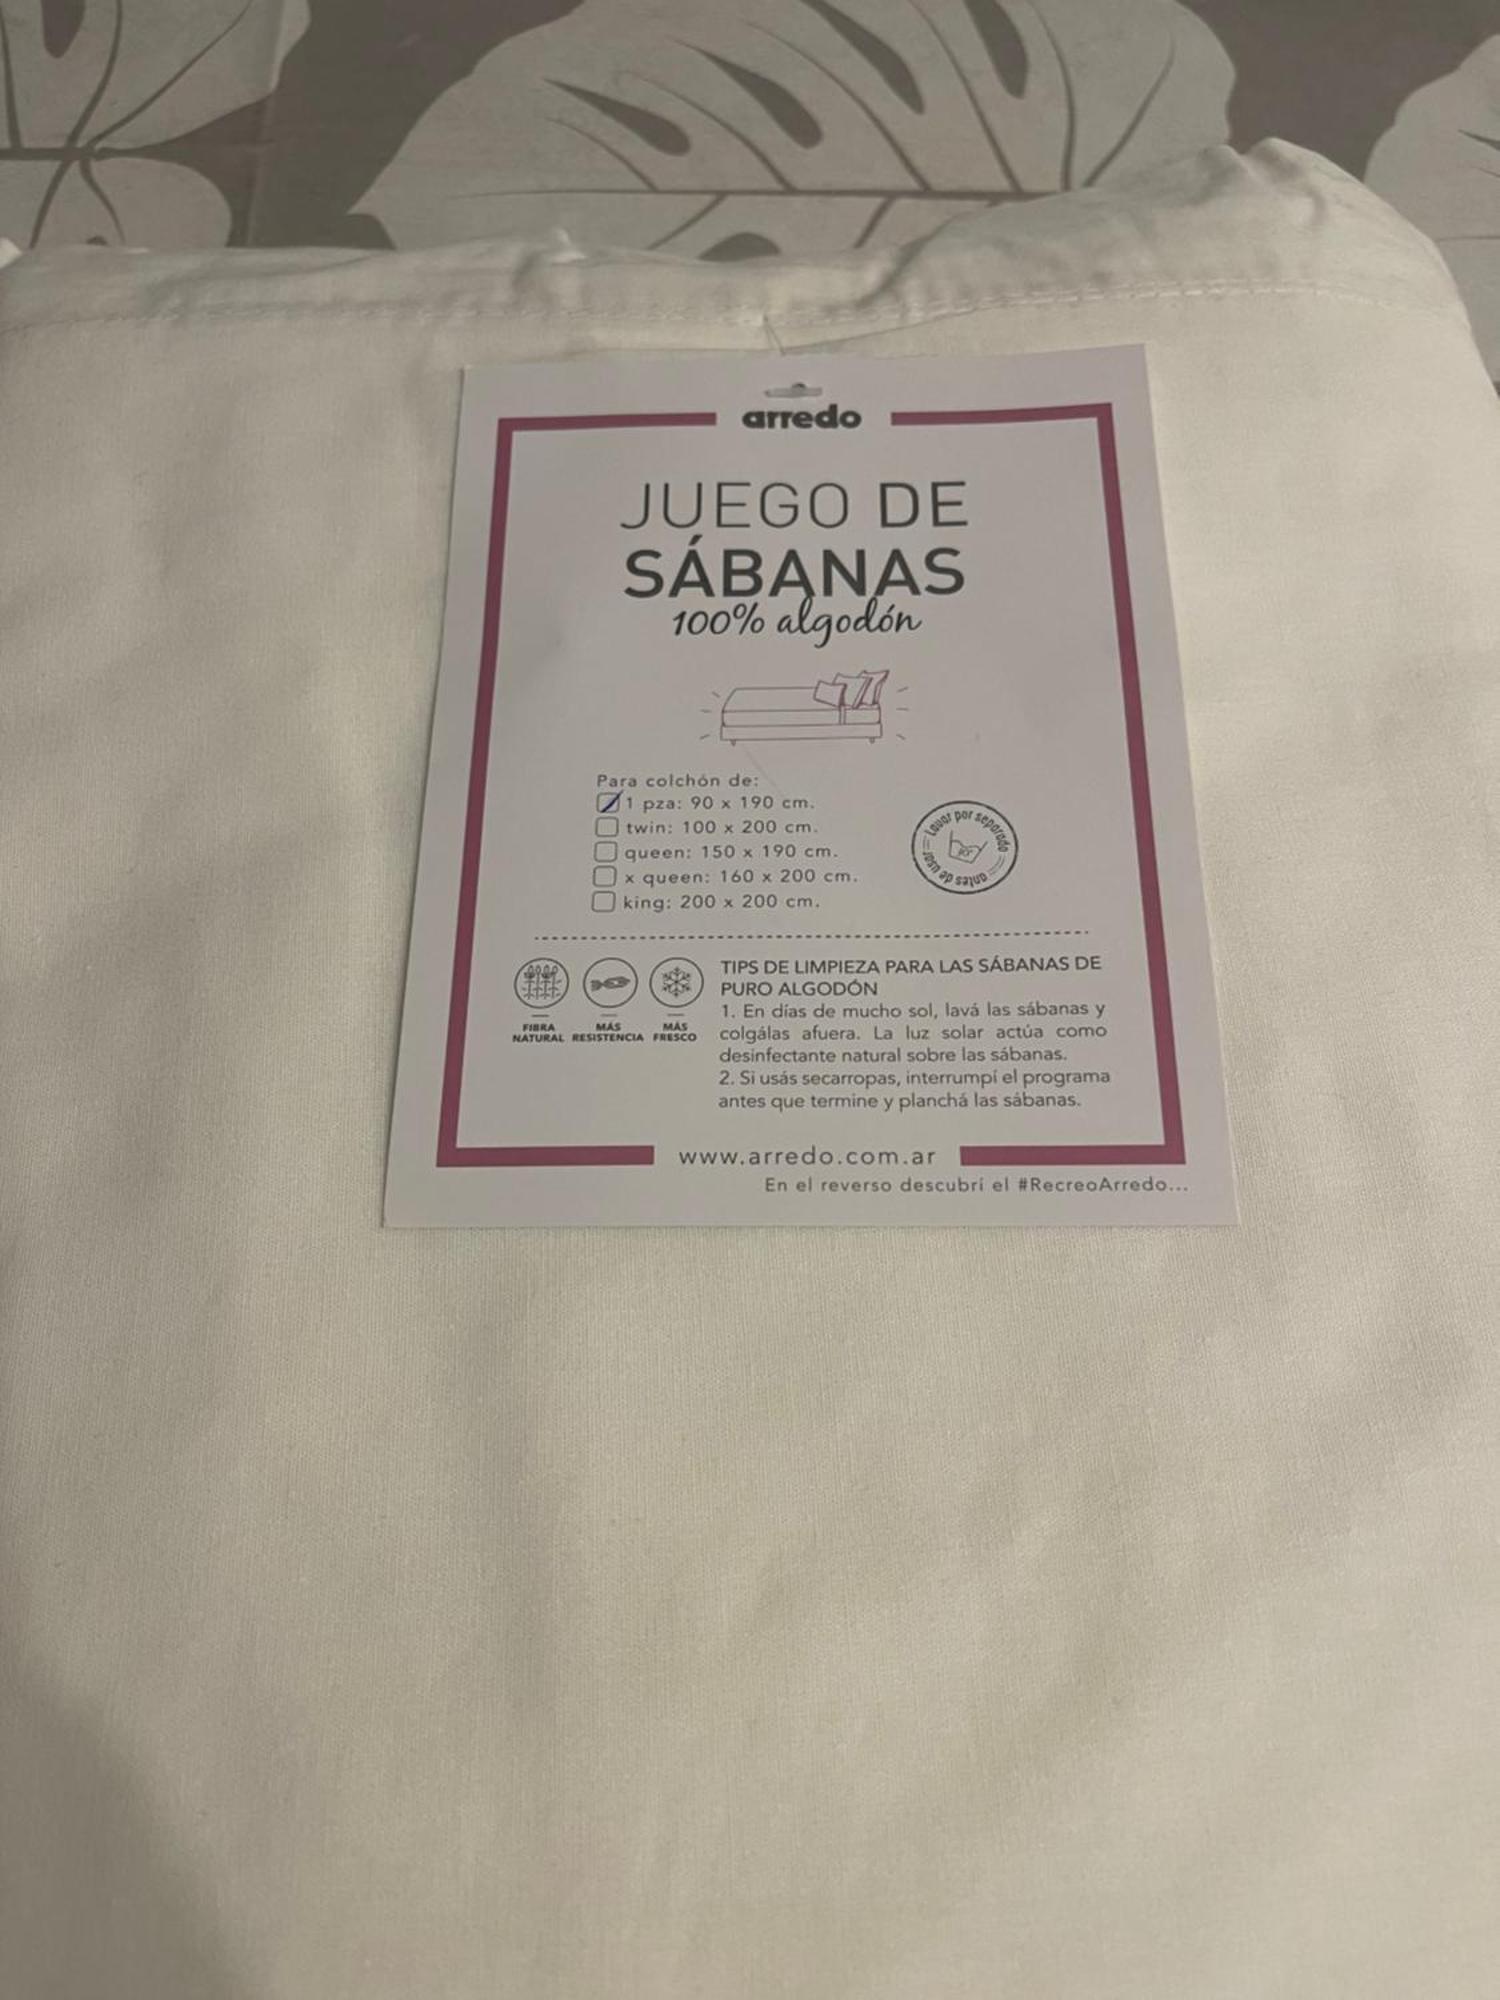 arredo
JUEGO DE
SÁBANAS
100% algodón
Para colchón de:
1 pza: 90 x 190 cm.
twin: 100 x 200 cm.
queen: 150 x 190 cm.
x queen: 160 x 200 cm.
king: 200 x 200 cm.
Lavar por separado
antes de usar
FIBRA
NATURAL
MÁS
RESISTENCIA
MÁS
FRESCO
TIPS DE LIMPIEZA PARA LAS SÁBANAS DE
PURO ALGODÓN
1. En días de mucho sol, lavá las sábanas y
colgálas afuera. La luz solar actúa como
desinfectante natural sobre las sábanas.
2. Si usás secarropas, interrumpí el programa
antes que termine y planchá las sábanas.
www.arredo.com.ar
En el reverso descubrí el #RecreoArredo...